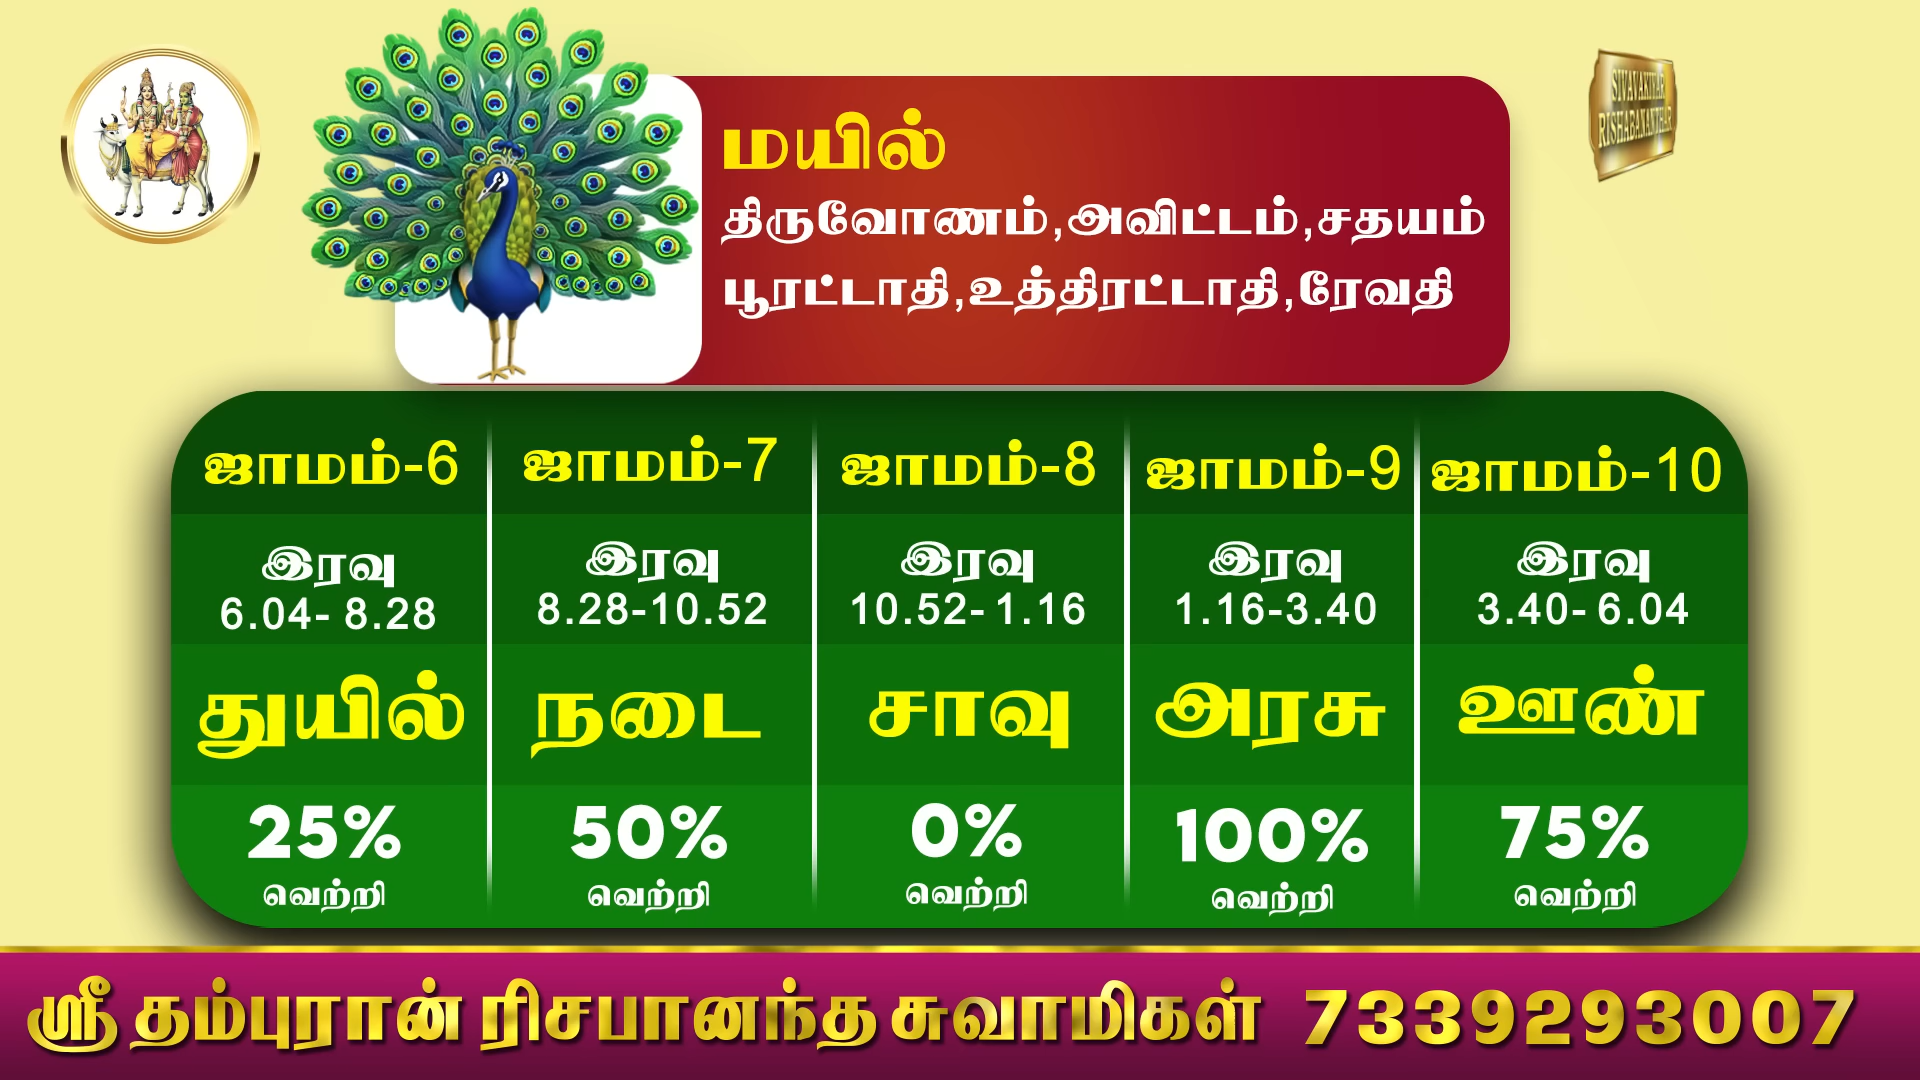 SIVAVAKIYAR
RISHABANANTHAR
மயில்
திருவோணம்,அவிட்டம்,சதயம்
பூரட்டாதி,உத்திரட்டாதி,ரேவதி
ஜாமம்-6
இரவு
6.04- 8.28
துயில்
25%
வெற்றி
ஜாமம்-7
இரவு
8.28-10.52
நடை
50%
வெற்றி
ஜாமம்-8
இரவு
10.52- 1.16
சாவு
0%
வெற்றி
ஜாமம்-9
இரவு
1.16-3.40
அரசு
100%
வெற்றி
ஜாமம்-10
இரவு
3.40- 6.04
ஊண்
75%
வெற்றி
ஸ்ரீ தம்புரான் ரிசபானந்த சுவாமிகள் 7339293007